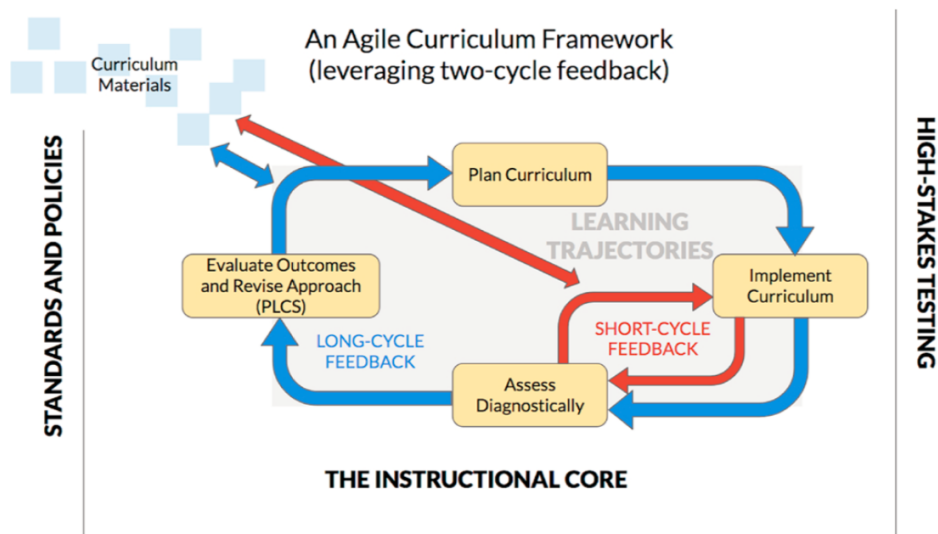 An Agile Curriculum Framework
(leveraging two-cycle feedback)
Curriculum
Materials
STANDARDS AND POLICIES
HIGH-STAKES TESTING
Plan Curriculum
LEARNING
TRAJECTORIES
Evaluate Outcomes
and Revise Approach
(PLCS)
Implement
Curriculum
LONG-CYCLE
FEEDBACK
SHORT-CYCLE
FEEDBACK
Assess
Diagnostically
THE INSTRUCTIONAL CORE